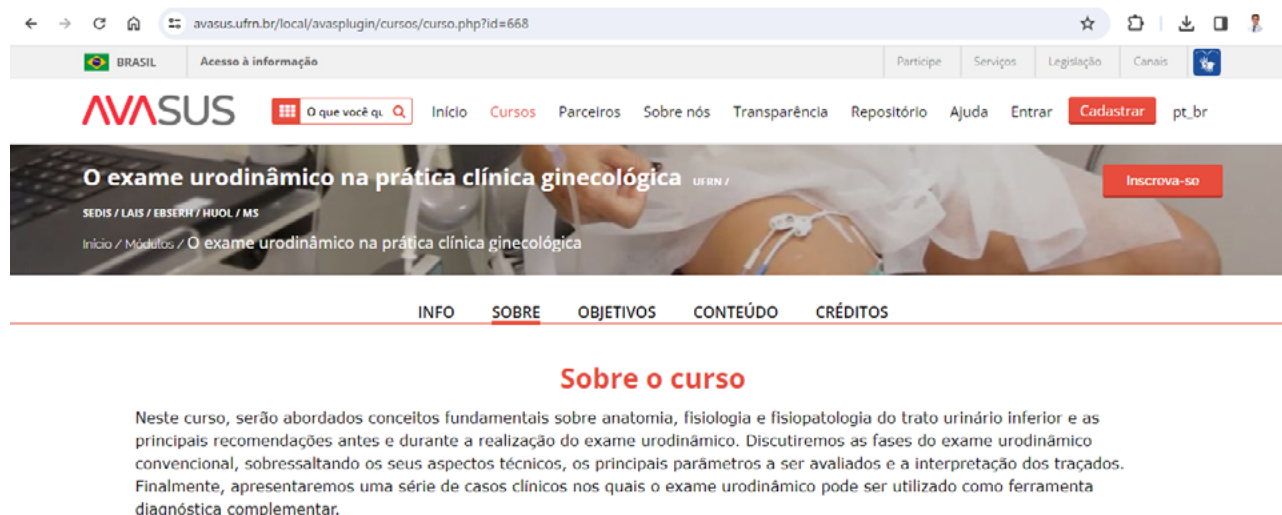 avasus.ufrn.br/local/avasplugin/cursos/curso.php?id=668
BRASIL Acesso à informação Participe Serviços Legislação Canais
AVASUS O que você qu Início Cursos Parceiros Sobre nós Transparência Repositório Ajuda Entrar Cadastrar pt_br
O exame urodinâmico na prática clínica ginecológica UFRN /
SEDIS / LAIS / EBSERH / HUOL / MS
Inscreva-se
Início / Módulos / O exame urodinâmico na prática clínica ginecológica
INFO SOBRE OBJETIVOS CONTEÚDO CRÉDITOS
Sobre o curso
Neste curso, serão abordados conceitos fundamentais sobre anatomia, fisiologia e fisiopatologia do trato urinário inferior e as
principais recomendações antes e durante a realização do exame urodinâmico. Discutiremos as fases do exame urodinâmico
convencional, sobressaltando os seus aspectos técnicos, os principais parâmetros a ser avaliados e a interpretação dos traçados.
Finalmente, apresentaremos uma série de casos clínicos nos quais o exame urodinâmico pode ser utilizado como ferramenta
diagnóstica complementar.